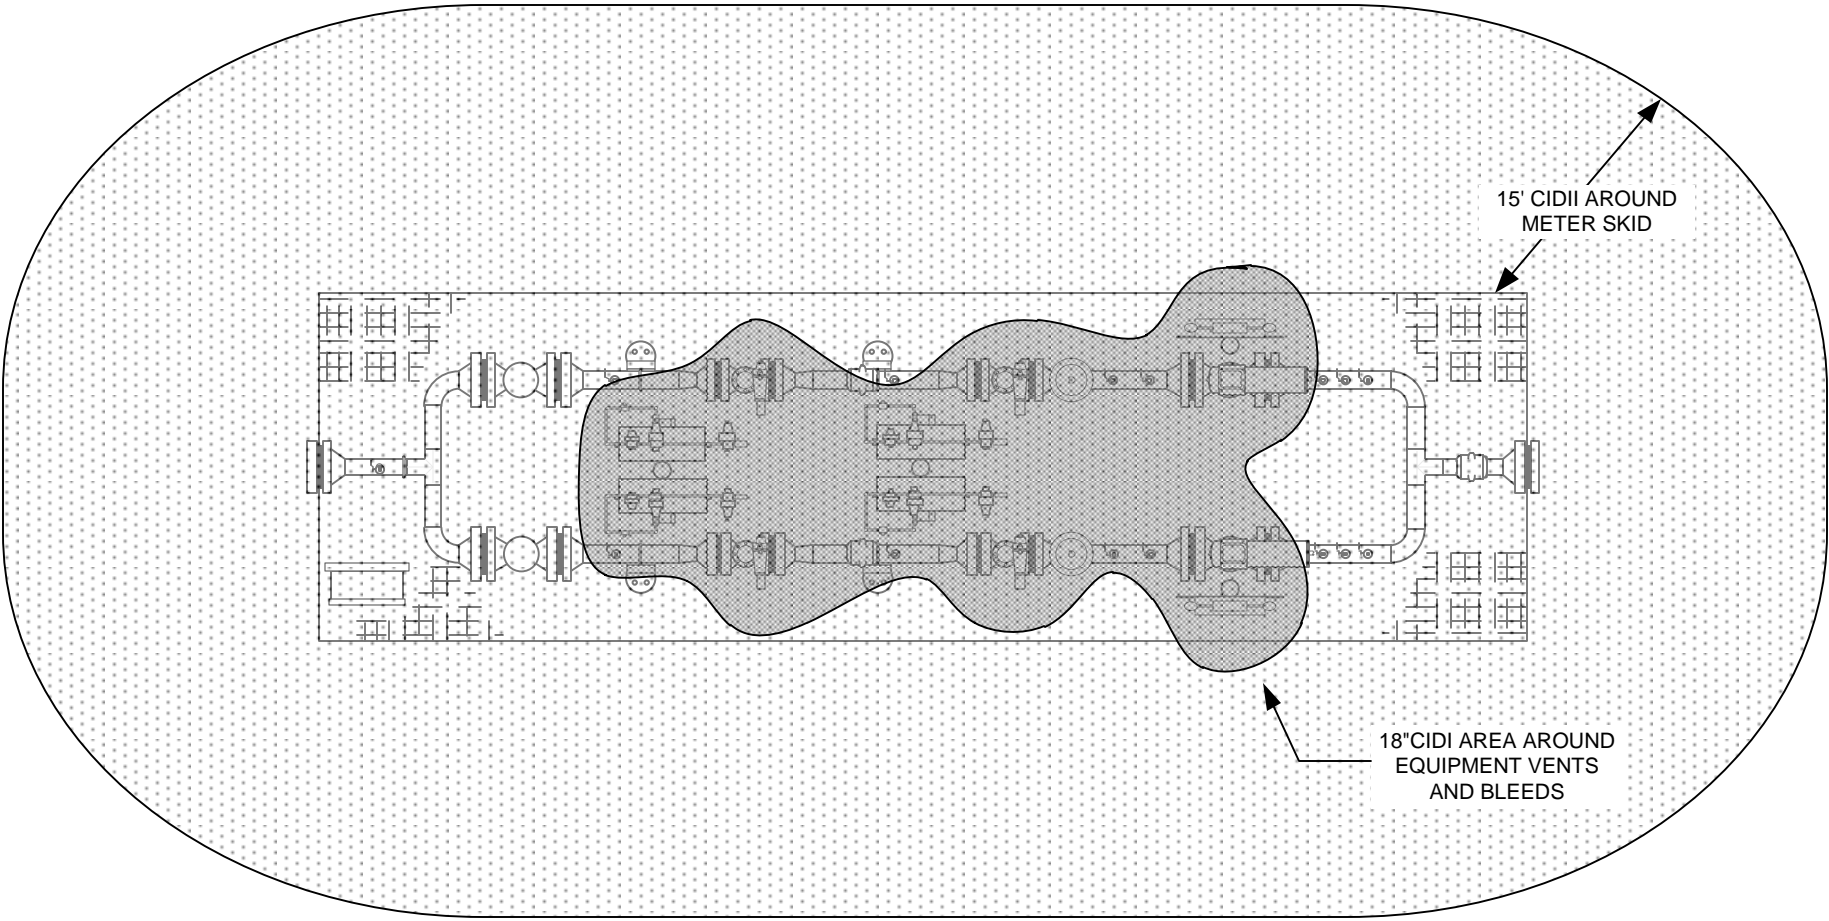 15' CIDII AROUND
METER SKID
18"CIDI AREA AROUND
EQUIPMENT VENTS
AND BLEEDS